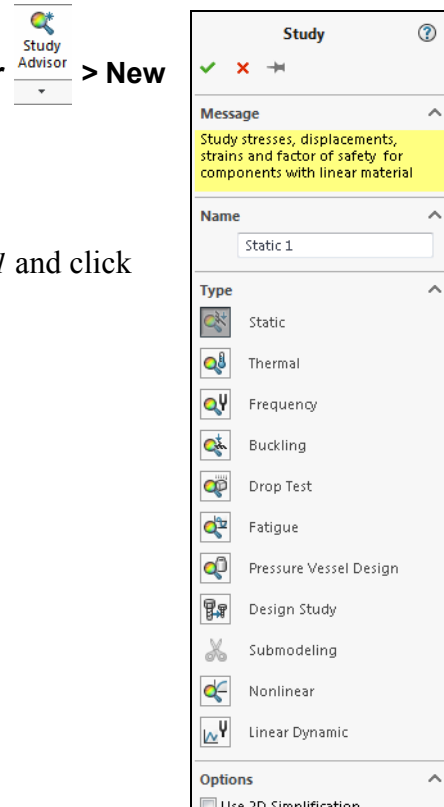 Study
Advisor
> New
and click
Study
Message
Study stresses, displacements,
strains and factor of safety for
components with linear material
Name
Static 1
Type
Static
Thermal
Frequency
Buckling
Drop Test
Fatigue
Pressure Vessel Design
Design Study
Submodeling
Nonlinear
Linear Dynamic
Options
Use 2D Simplification